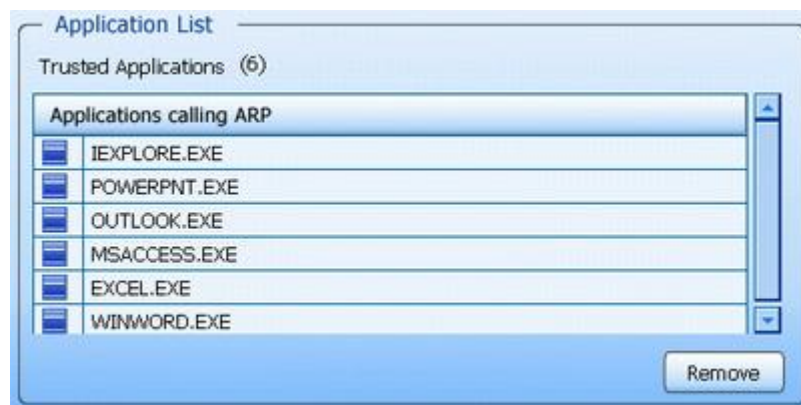 Application List
Trusted Applications (6)
Applications calling ARP
IEXPLORE.EXE
POWERPNT.EXE
OUTLOOK.EXE
MSACCESS.EXE
EXCEL.EXE
WINWORD.EXE
Remove